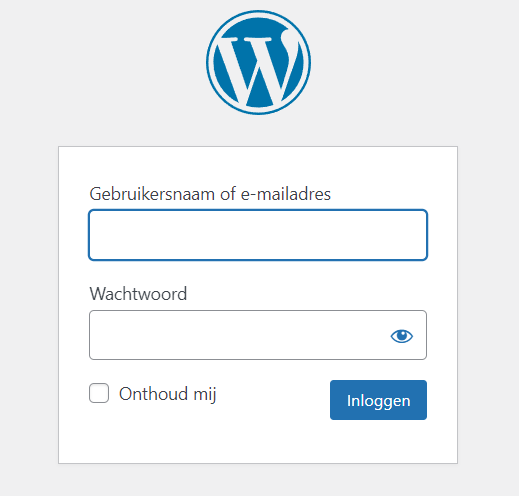 Gebruikersnaam of e-mailadres
Wachtwoord
Onthoud mij
Inloggen